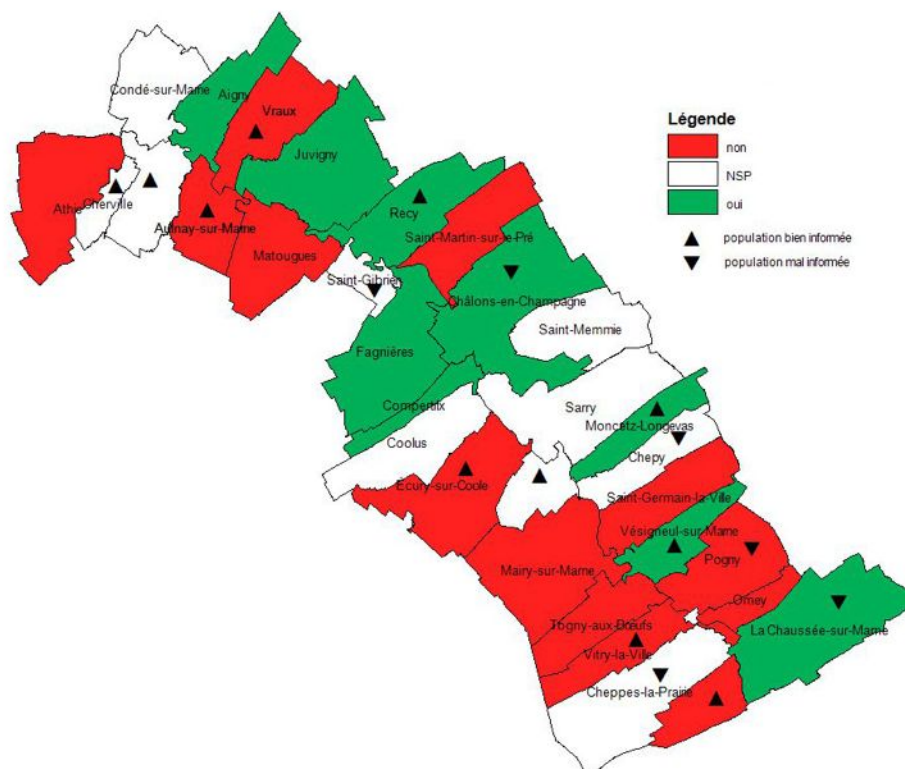 Condé-sur-Marne
Aigny
Vraux
Légende
non
Juvigny
NSP
oui
Athis
Cherville
Recy
Aulnay-sur-Marne
Saint-Martin-sur-le-Pré
population bien informée
Matougues
population mal informée
Saint-Gibrien
Châlons-en-Champagne
Saint-Memmie
Fagnières
Compertrix
Sarry
Moncetz-Longevas
Coolus
Chepy
Écury-sur-Coole
Saint-Germain-la-Ville
Vésigneul-sur-Marne
Pogny
Mairy-sur-Marne
Omey
Togny-aux-Bœufs
La Chaussée-sur-Marne
Vitry-la-Ville
Cheppes-la-Prairie